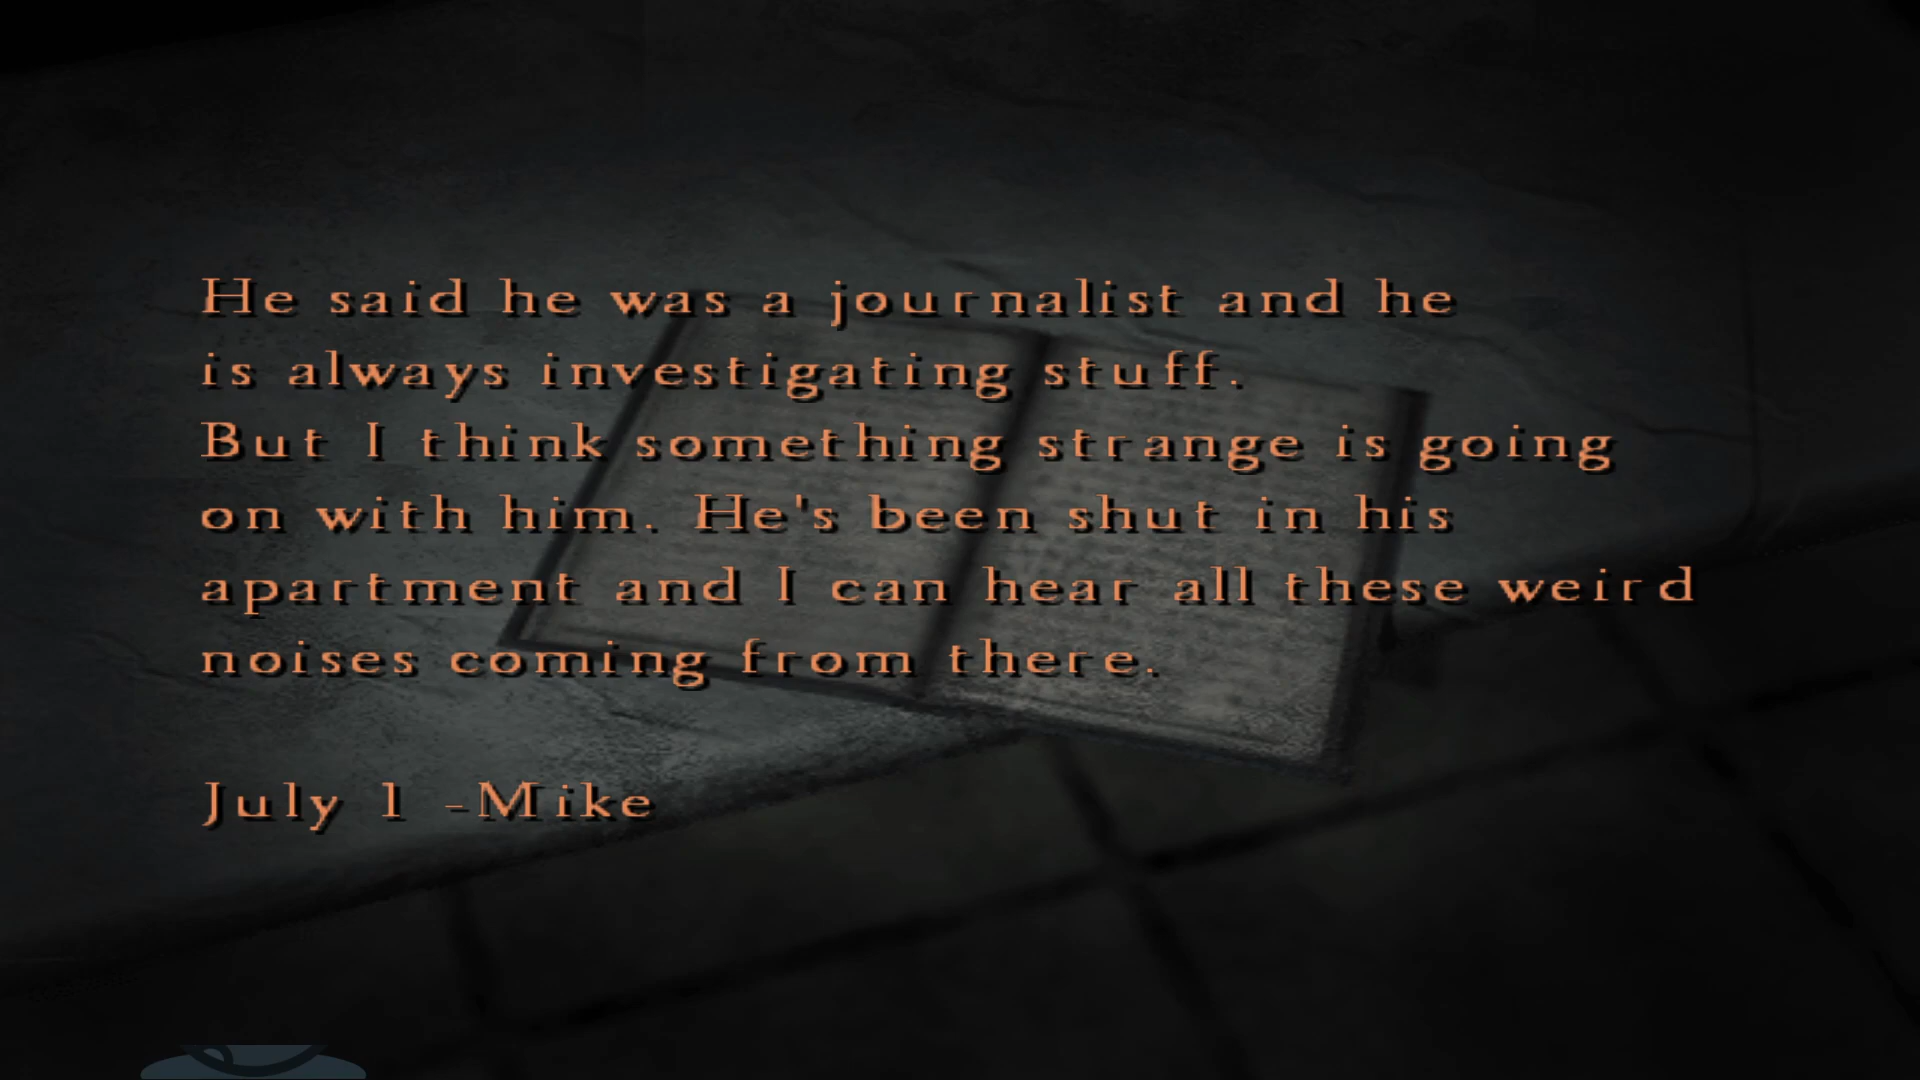 He said he was a journalist and he
is always investigating stuff.
But I think something strange is going
on with him. He's been shut in his
apartment and I can hear all these weird
noises coming from there.
July 1 -Mike